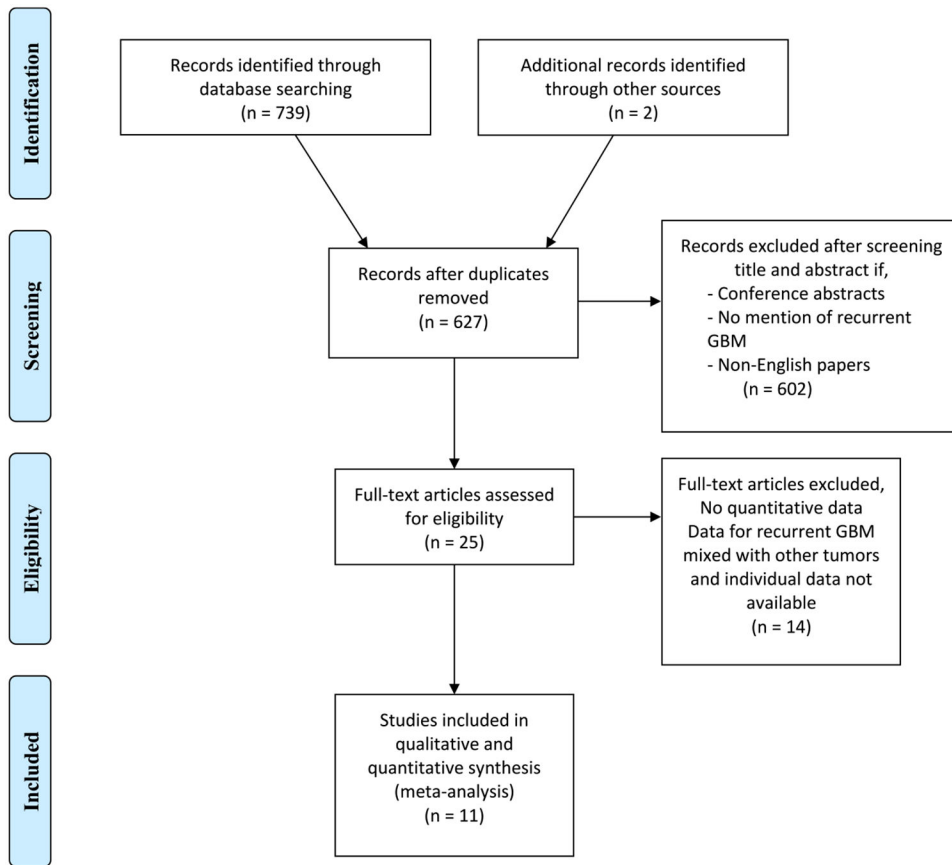 Identification
Records identified through
database searching
(n = 739)
Additional records identified
through other sources
(n = 2)
Screening
Records after duplicates
removed
(n = 627)
Records excluded after screening
title and abstract if,
- Conference abstracts
- No mention of recurrent
GBM
- Non-English papers
(n = 602)
Eligibility
Full-text articles assessed
for eligibility
(n = 25)
Full-text articles excluded,
No quantitative data
Data for recurrent GBM
mixed with other tumors
and individual data not
available
(n = 14)
Included
Studies included in
qualitative and
quantitative synthesis
(meta-analysis)
(n = 11)